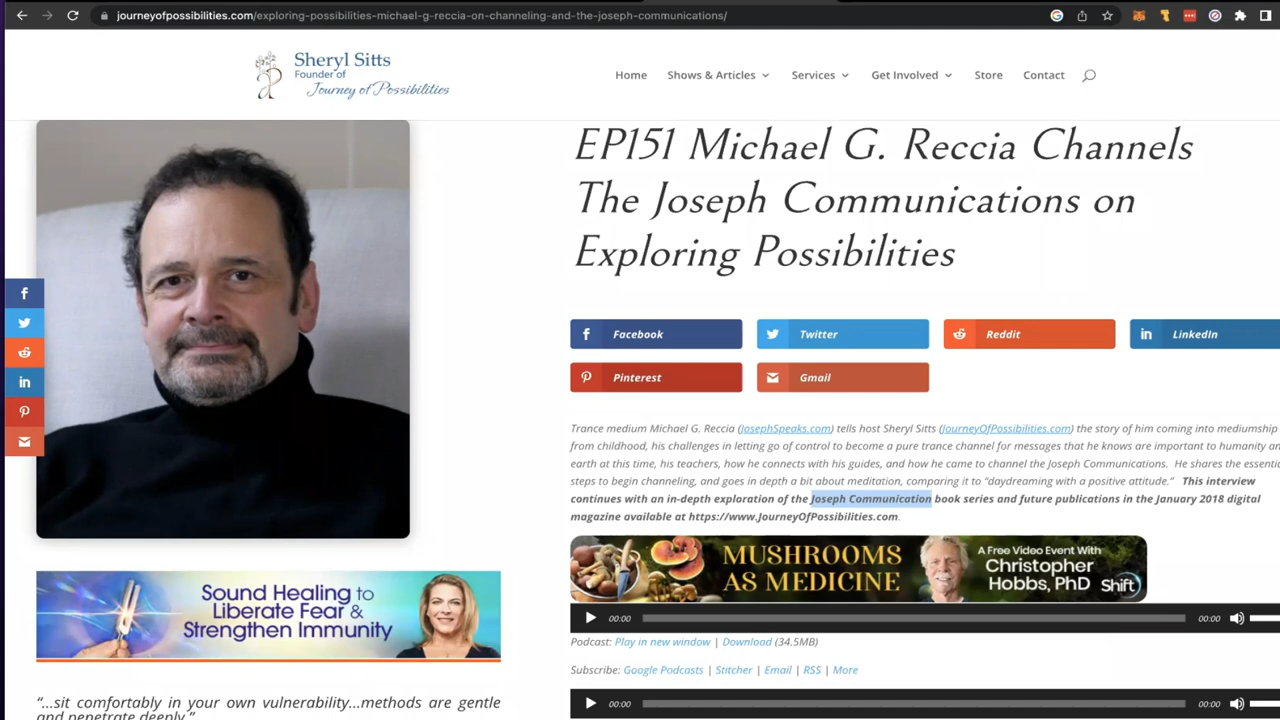 journeyofpossibilities.com/exploring-possibilities-michael-g-reccia-on-channeling-and-the-joseph-communications/
Sheryl Sitts
Founder of
Journey of Possibilities
Home
Shows & Articles
Services
Get Involved
Store
Contact
EP151 Michael G. Reccia Channels
The Joseph Communications on
Exploring Possibilities
Facebook
Twitter
Reddit
LinkedIn
Pinterest
Gmail
Trance medium Michael G. Reccia (JosephSpeaks.com) tells host Sheryl Sitts (JourneyOfPossibilities.com) the story of him coming into mediumship
from childhood, his challenges in letting go of control to become a pure trance channel for messages that he knows are important to humanity an
earth at this time, his teachers, how he connects with his guides, and how he came to channel the Joseph Communications. He shares the essenti
steps to begin channeling, and goes in depth a bit about meditation, comparing it to “daydreaming with a positive attitude.” This interview
continues with an in-depth exploration of the Joseph Communication book series and future publications in the January 2018 digital
magazine available at https://www.JourneyOfPossibilities.com.
MUSHROOMS
AS MEDICINE
A Free Video Event With
Christopher
Hobbs, PhD
Shift
00:00
00:00
Podcast: Play in new window | Download (34.5MB)
Subscribe: Google Podcasts | Stitcher | Email | RSS | More
00:00
00:00
Sound Healing to
Liberate Fear &
Strengthen Immunity
“...sit comfortably in your own vulnerability...methods are gentle
and penetrate deeply.”